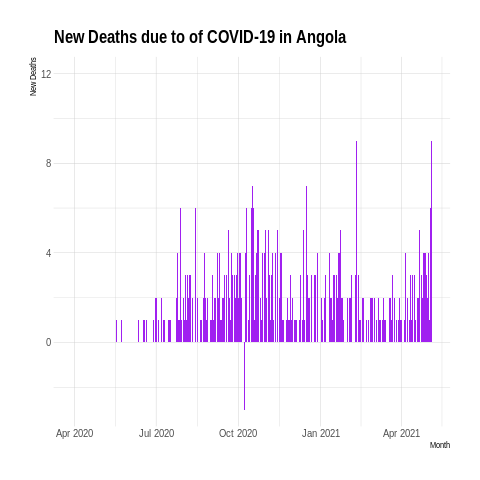 New Deaths due to of COVID-19 in Angola
New Deaths
12
8
4
0
Apr 2020 Jul 2020 Oct 2020 Jan 2021 Apr 2021
Month